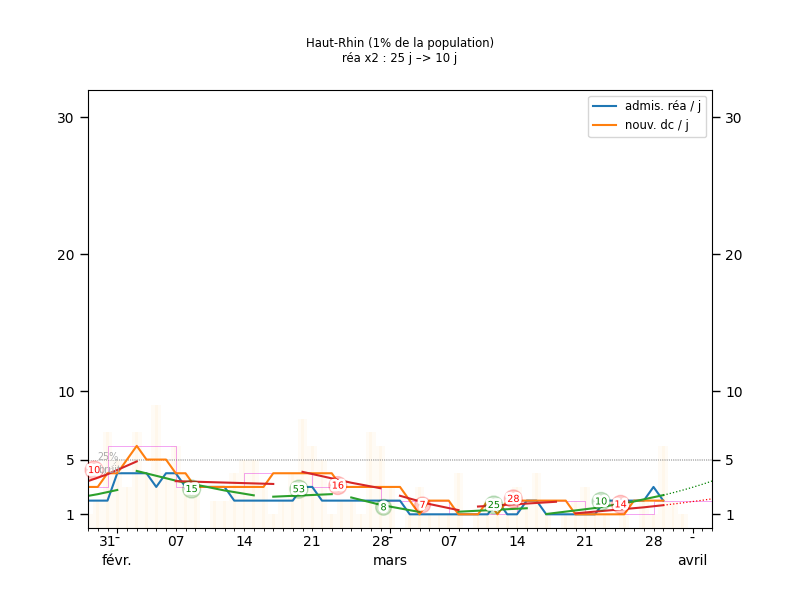 Haut-Rhin (1% de la population)
réa x2 : 25 j –> 10 j
admis. réa / j
nouv. dc / j
30 30
20 20
10 10
5 5
1 1
25%
10 15 53 16 8 7 25 28 10 14
31 07 14 21 28 07 14 21 28
févr. mars avril